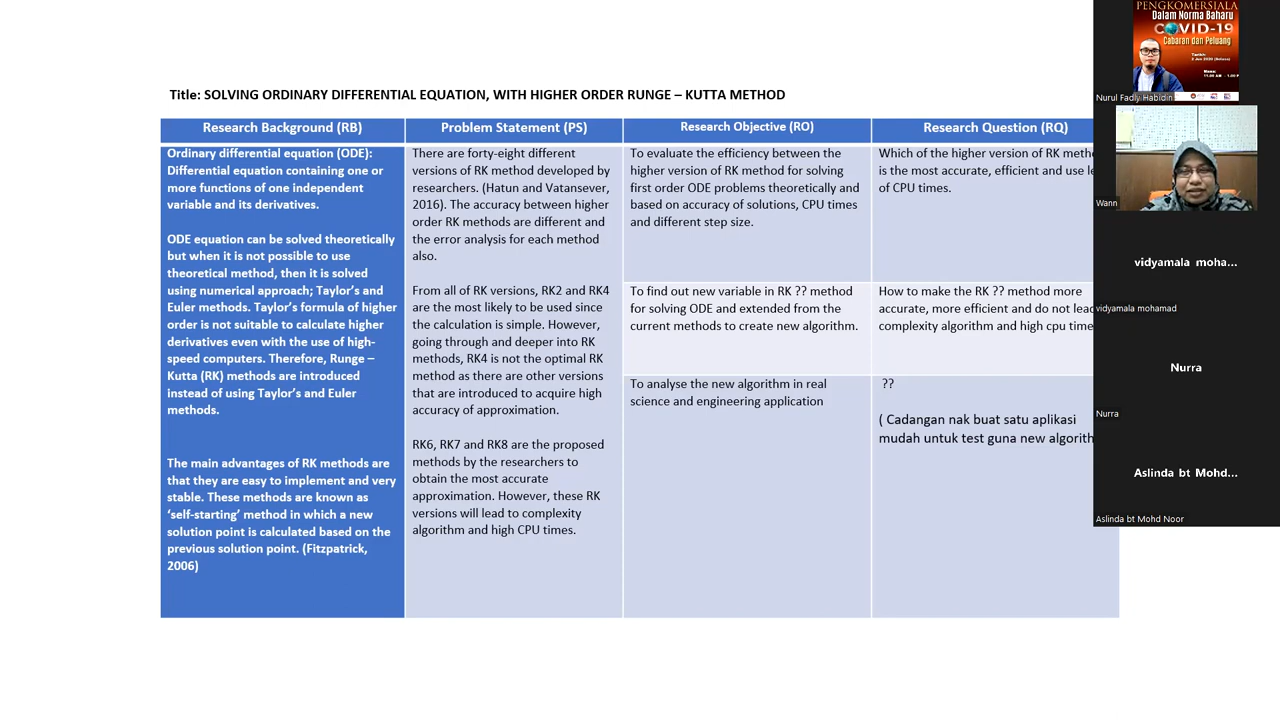 Title: SOLVING ORDINARY DIFFERENTIAL EQUATION, WITH HIGHER ORDER RUNGE – KUTTA METHOD
Research Background (RB)
Ordinary differential equation (ODE):
Differential equation containing one or
more functions of one independent
variable and its derivatives.
ODE equation can be solved theoretically
but when it is not possible to use
theoretical method, then it is solved
using numerical approach; Taylor's and
Euler methods. Taylor's formula of higher
order is not suitable to calculate higher
derivatives even with the use of high-
speed computers. Therefore, Runge –
Kutta (RK) methods are introduced
instead of using Taylor's and Euler
methods.
The main advantages of RK methods are
that they are easy to implement and very
stable. These methods are known as
'self-starting' method in which a new
solution point is calculated based on the
previous solution point. (Fitzpatrick,
2006)
Problem Statement (PS)
There are forty-eight different
versions of RK method developed by
researchers. (Hatun and Vatansever,
2016). The accuracy between higher
order RK methods are different and
the error analysis for each method
also.
From all of RK versions, RK2 and RK4
are the most likely to be used since
the calculation is simple. However,
going through and deeper into RK
methods, RK4 is not the optimal RK
method as there are other versions
that are introduced to acquire high
accuracy of approximation.
RK6, RK7 and RK8 are the proposed
methods by the researchers to
obtain the most accurate
approximation. However, these RK
versions will lead to complexity
algorithm and high CPU times.
Research Objective (RO)
To evaluate the efficiency between the
higher version of RK method for solving
first order ODE problems theoretically and
based on accuracy of solutions, CPU times
and different step size.
To find out new variable in RK ?? method
for solving ODE and extended from the
current methods to create new algorithm.
To analyse the new algorithm in real
science and engineering application
Research Question (RQ)
Which of the higher version of RK meth
is the most accurate, efficient and use le
of CPU times.
How to make the RK ?? method more
accurate, more efficient and do not lead
complexity algorithm and high cpu time
??
( Cadangan nak buat satu aplikasi
mudah untuk test guna new algorith
PENGKOMERSIALA
Dalam Norma Baharu
COVID-19
Cabaran dan Peluang
Nurul Fadly Habidin
Wann
vidyamala moha...
vidyamala mohamad
Nurra
Nurra
Aslinda bt Mohd...
Aslinda bt Mohd Noor